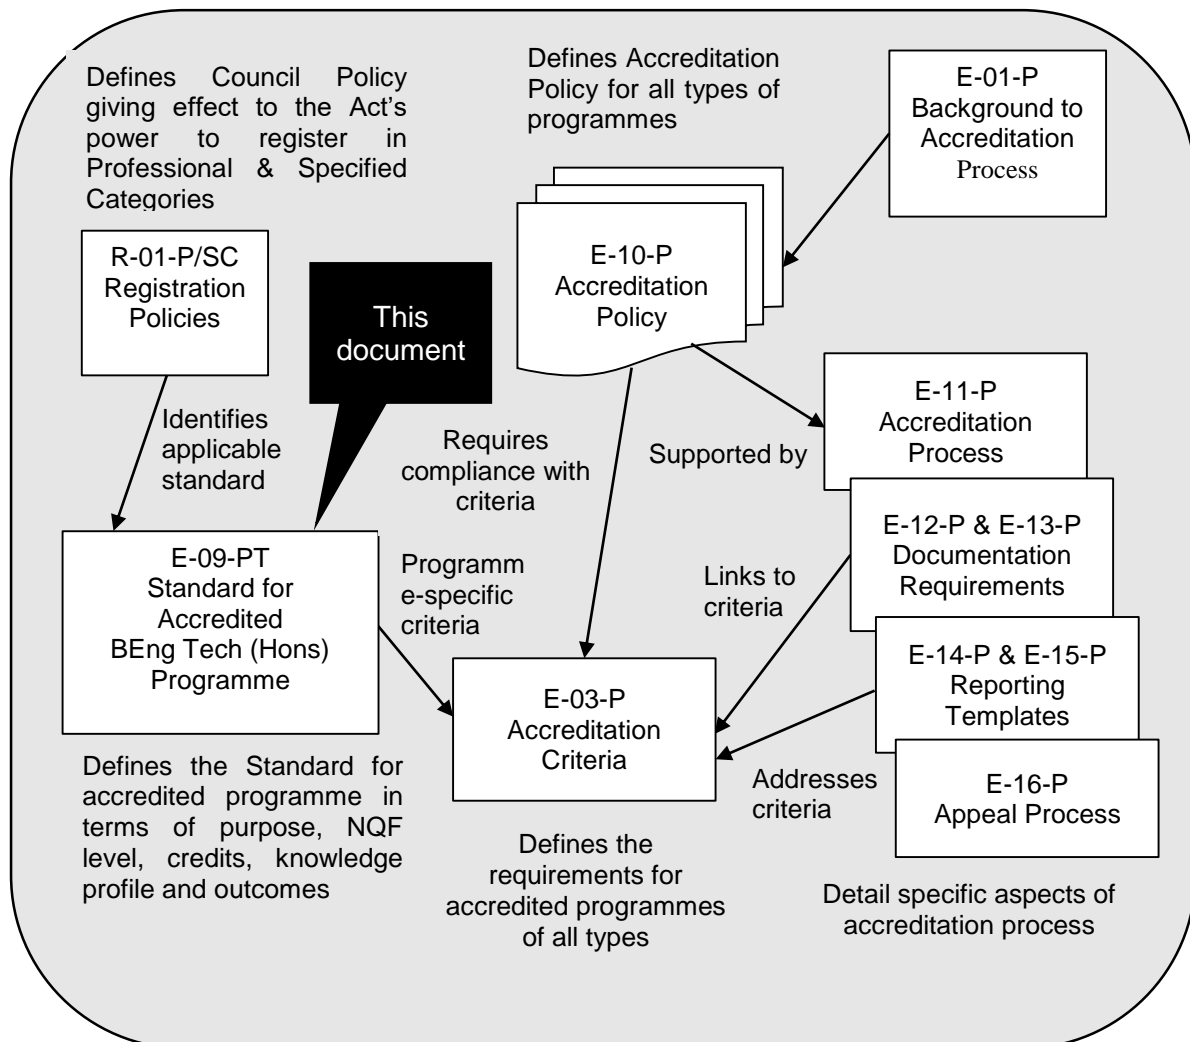 Defines Council Policy
giving effect to the Act's
power to register in
Professional & Specified
Categories
Defines Accreditation
Policy for all types of
programmes
E-01-P
Background to
Accreditation
Process
R-01-P/SC
Registration
Policies
This
document
E-10-P
Accreditation
Policy
Identifies
applicable
standard
Requires
compliance with
criteria
Supported by
E-11-P
Accreditation
Process
E-09-PT
Standard for
Accredited
BEng Tech (Hons)
Programme
Programm
e-specific
criteria
Links to
criteria
E-12-P & E-13-P
Documentation
Requirements
E-03-P
Accreditation
Criteria
E-14-P & E-15-P
Reporting
Templates
Addresses
criteria
E-16-P
Appeal Process
Defines the Standard for
accredited programme in
terms of purpose, NQF
level, credits, knowledge
profile and outcomes
Defines the
requirements for
accredited programmes
of all types
Detail specific aspects of
accreditation process